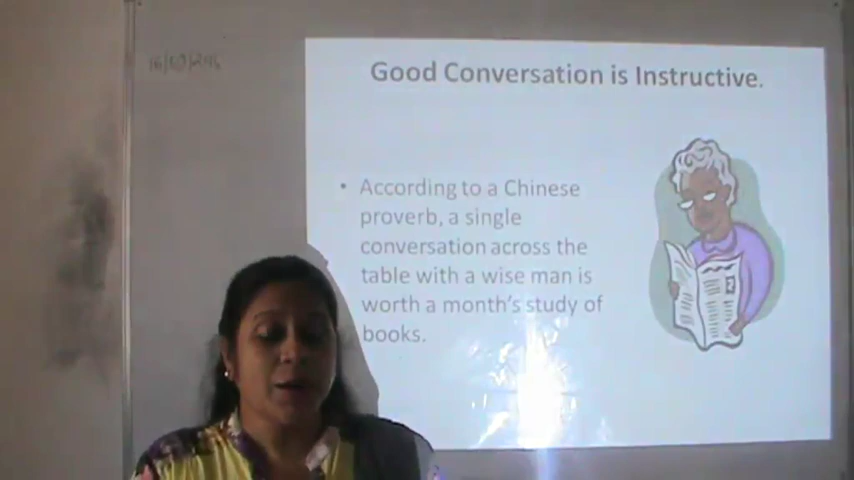 Good Conversation is Instructive.
• According to a Chinese
proverb, a single
conversation across the
table with a wise man is
worth a month's study of
books.